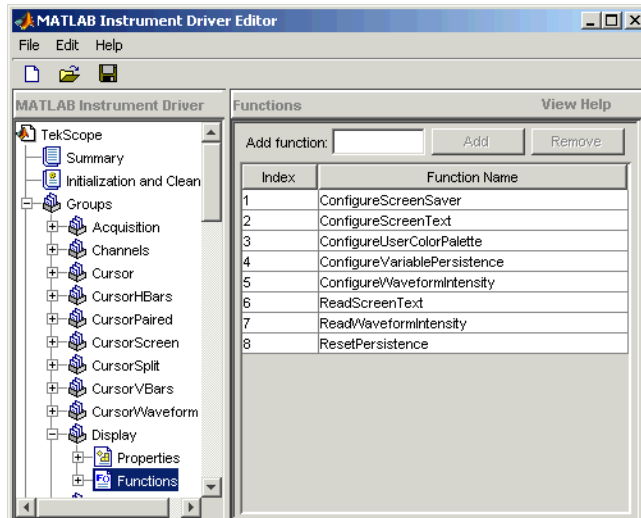 MATLAB Instrument Driver Editor
File Edit Help
MATLAB Instrument Driver
TekScope
Summary
Initialization and Clean
Groups
Acquisition
Channels
Cursor
CursorHBars
CursorPaired
CursorScreen
CursorSplit
CursorVBars
CursorWaveform
Display
Properties
Functions
Functions View Help
Add function: Add Remove
Index Function Name
1 ConfigureScreenSaver
2 ConfigureScreenText
3 ConfigureUserColorPalette
4 ConfigureVariablePersistence
5 ConfigureWaveformIntensity
6 ReadScreenText
7 ReadWaveformIntensity
8 ResetPersistence